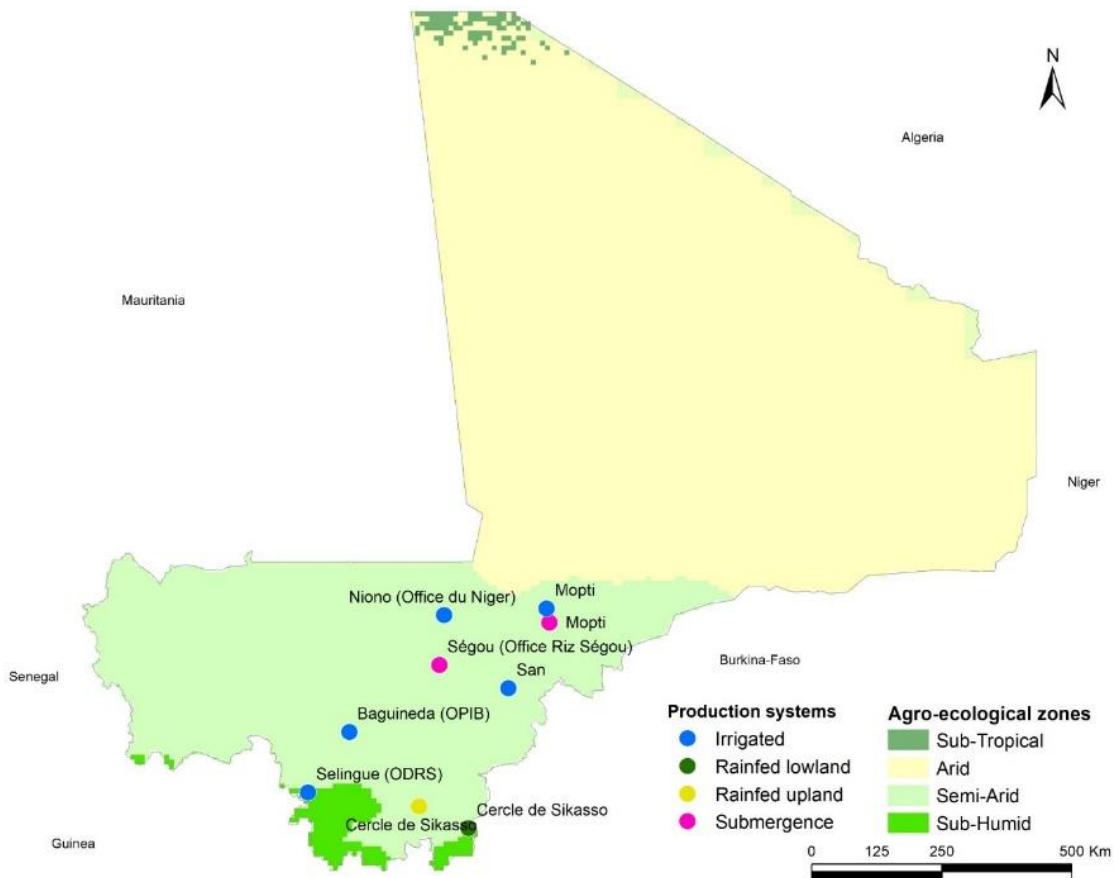 N
Algeria
Mauritania
Niger
Mopti
Niono (Office du Niger)
Mopti
Ségou (Office Riz Ségou)
Burkina-Faso
Senegal
San
Baguineda (OPIB)
Selingue (ODRS)
Cercle de Sikasso
Cercle de Sikasso
Guinea
Production systems
Irrigated
Rainfed lowland
Rainfed upland
Submergence
Agro-ecological zones
Sub-Tropical
Arid
Semi-Arid
Sub-Humid
0 125 250 500 Km